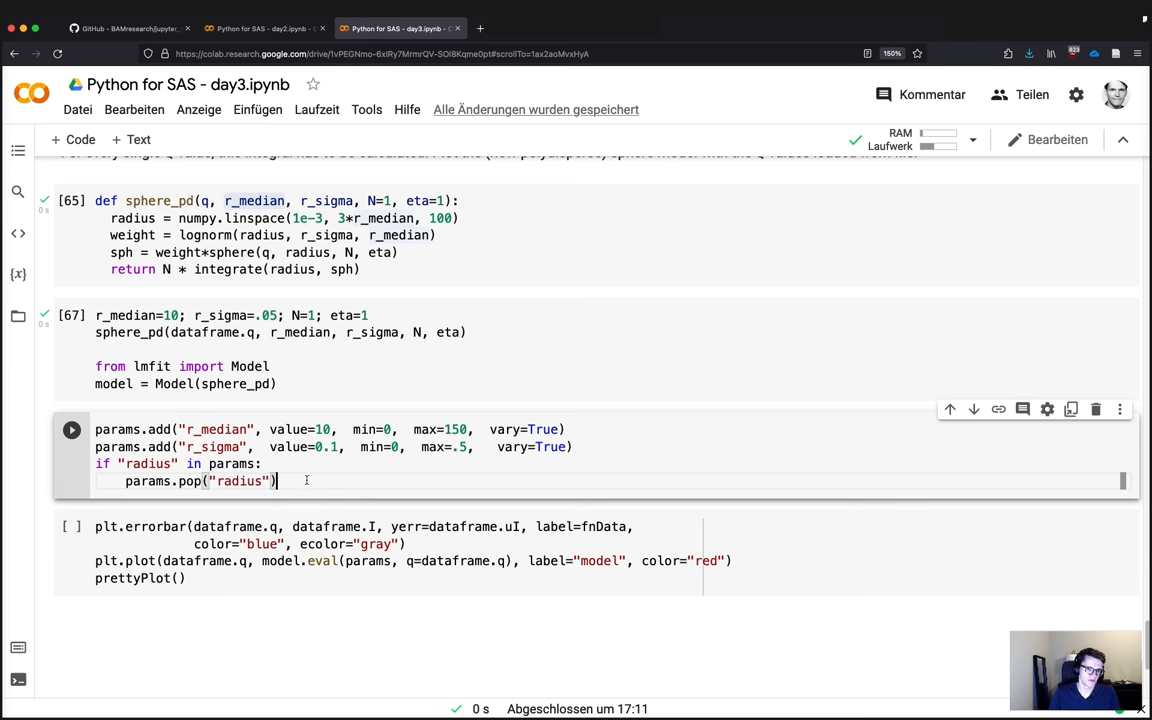 GitHub - BAMresearch/jupyter_
Python for SAS - day2.ipynb - C
Python for SAS - day3.ipynb - C
https://colab.research.google.com/drive/1vPEGNmo-6xIRy7MrmrQV-SOl8Kqme0pt#scrollTo=1ax2aoMvxHyA
150%
823
Python for SAS - day3.ipynb
Datei Bearbeiten Anzeige Einfügen Laufzeit Tools Hilfe Alle Änderungen wurden gespeichert
Kommentar Teilen
+ Code + Text
RAM
Laufwerk
Bearbeiten
[65] def sphere_pd(q, r_median, r_sigma, N=1, eta=1):
0 s
radius = numpy.linspace(1e-3, 3*r_median, 100)
weight = lognorm(radius, r_sigma, r_median)
sph = weight*sphere(q, radius, N, eta)
return N * integrate(radius, sph)
[67] r_median=10; r_sigma=.05; N=1; eta=1
0 s
sphere_pd(dataframe.q, r_median, r_sigma, N, eta)
from lmfit import Model
model = Model(sphere_pd)
params.add("r_median", value=10, min=0, max=150, vary=True)
params.add("r_sigma", value=0.1, min=0, max=.5, vary=True)
if "radius" in params:
params.pop("radius")
[ ] plt.errorbar(dataframe.q, dataframe.I, yerr=dataframe.uI, label=fnData,
color="blue", ecolor="gray")
plt.plot(dataframe.q, model.eval(params, q=dataframe.q), label="model", color="red")
prettyPlot()
0 s Abgeschlossen um 17:11